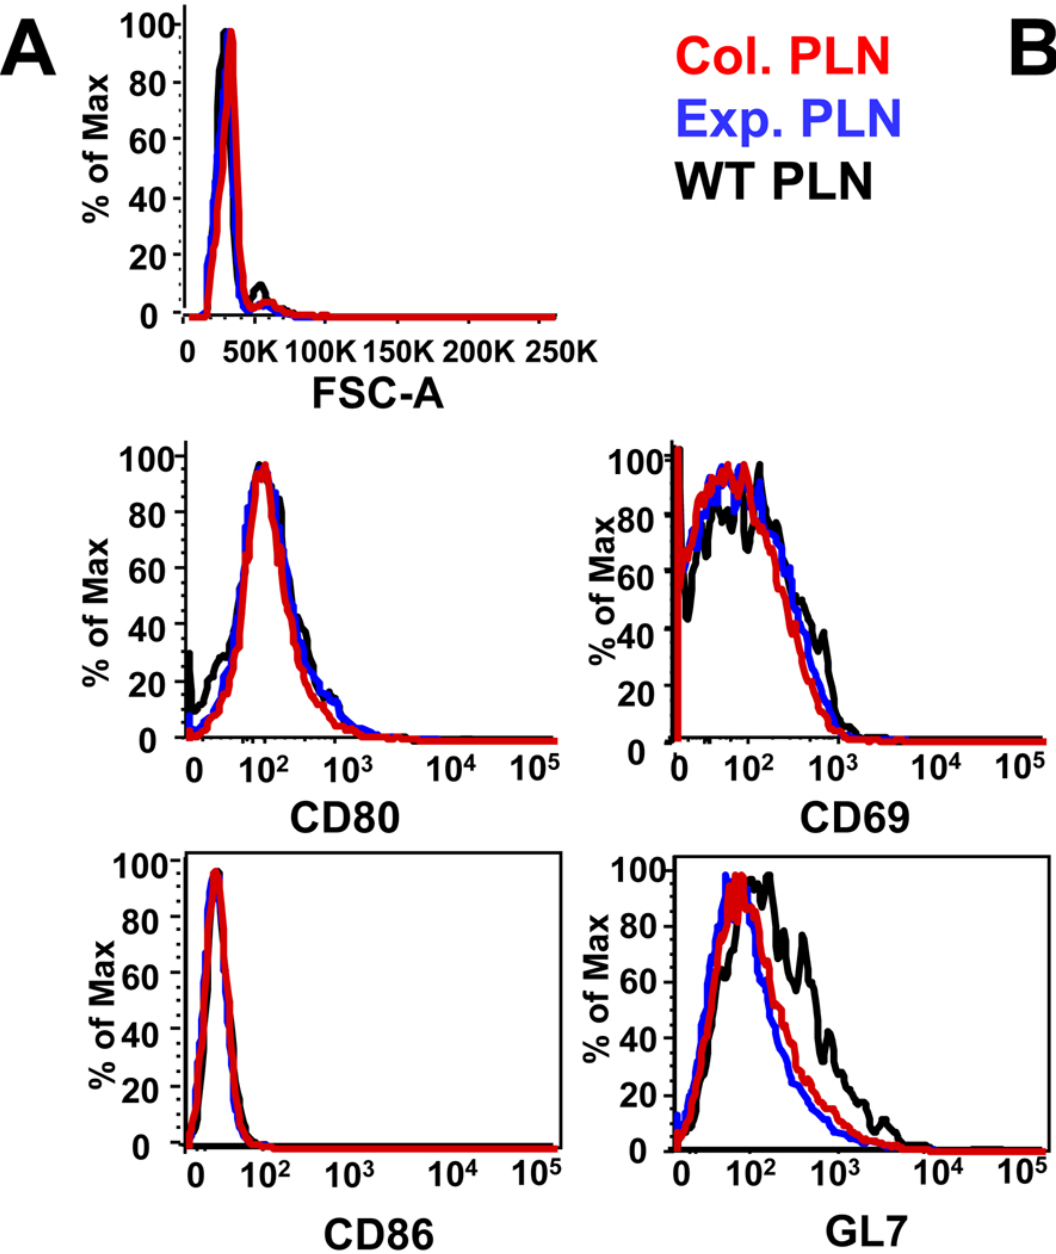 A
B
Col. PLN
Exp. PLN
WT PLN
% of Max
100
80
60
40
20
0
0 50K 100K 150K 200K 250K
FSC-A
% of Max
100
80
60
40
20
0
0 10² 10³ 10⁴ 10⁵
CD80
% of Max
100
80
60
40
20
0
0 10² 10³ 10⁴ 10⁵
CD69
% of Max
100
80
60
40
20
0
0 10² 10³ 10⁴ 10⁵
CD86
% of Max
100
80
60
40
20
0
0 10² 10³ 10⁴ 10⁵
GL7